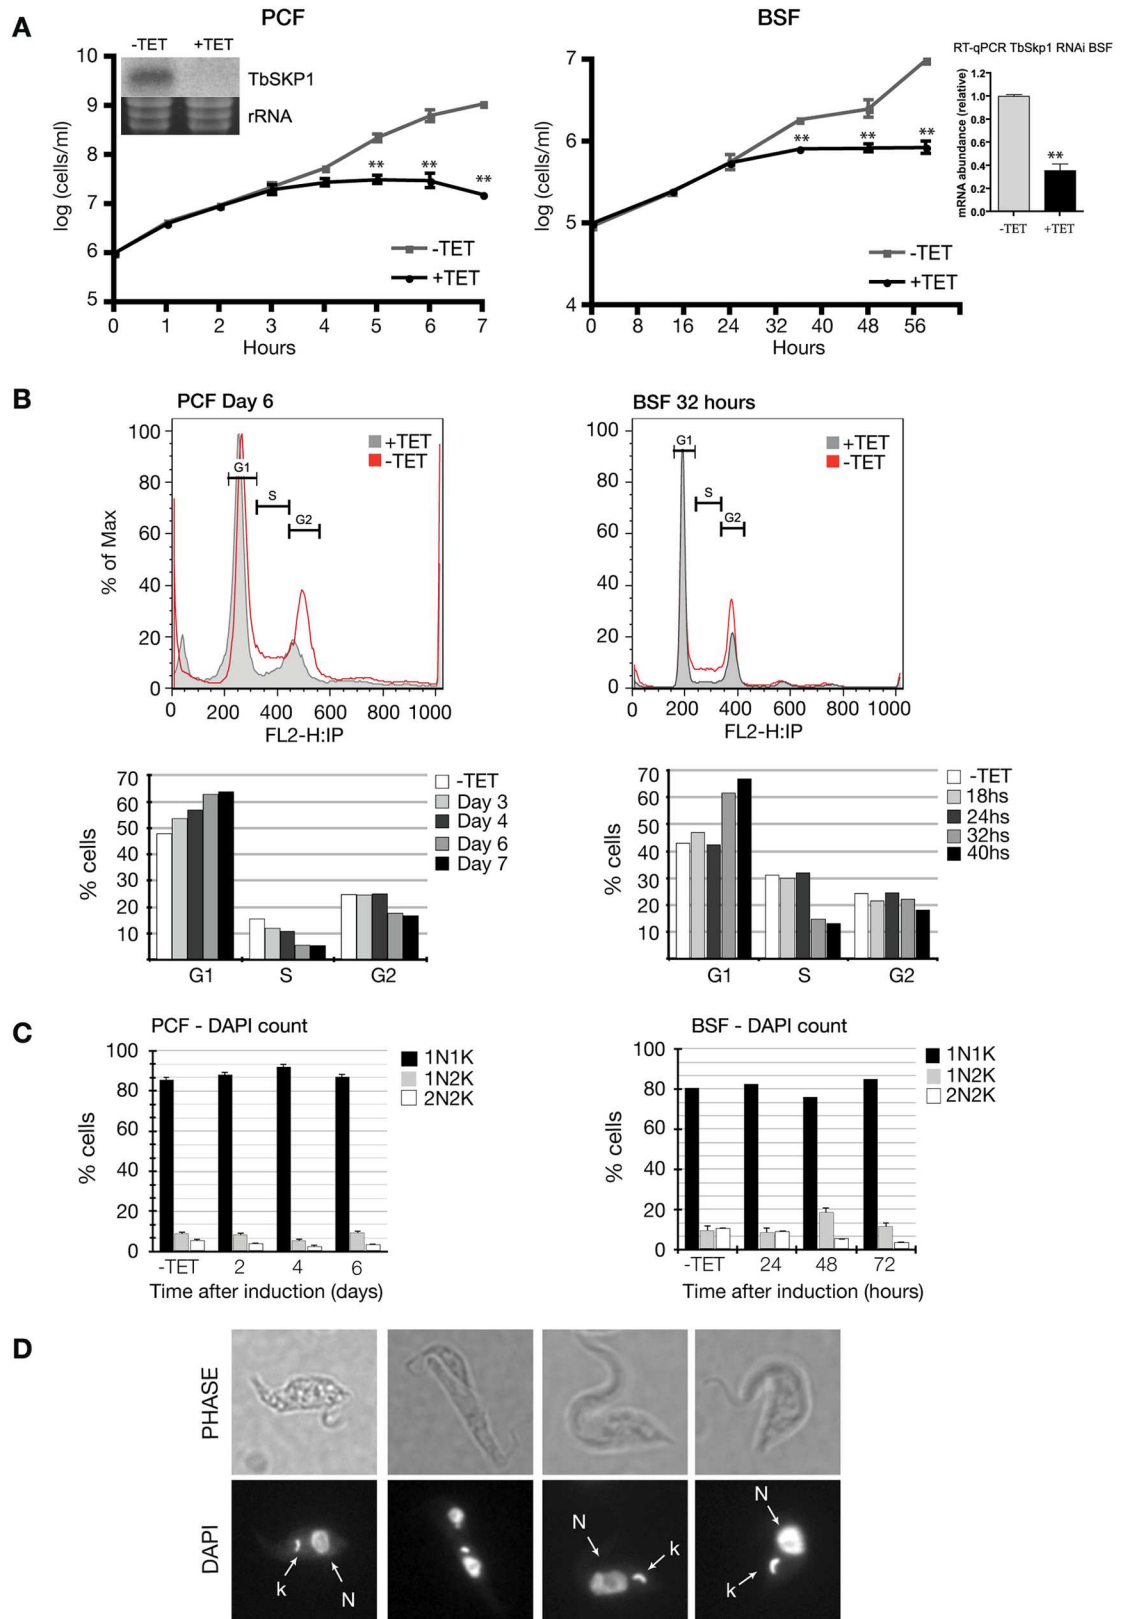 A
PCF
-TET +TET
TbSKP1
rRNA
log (cells/ml)
10
9
8
7
6
5
** ** **
-TET
+TET
0 1 2 3 4 5 6 7
Hours
BSF
log (cells/ml)
7
6
5
4
** ** **
-TET
+TET
0 8 16 24 32 40 48 56
Hours
RT-qPCR TbSkp1 RNAi BSF
mRNA abundance (relative)
1.2
1.0
0.8
0.6
0.4
0.2
0.0
**
-TET +TET
B
PCF Day 6
% of Max
100
80
60
40
20
0
G1
S
G2
+TET
-TET
0 200 400 600 800 1000
FL2-H:IP
BSF 32 hours
100
80
60
40
20
0
G1
S
G2
+TET
-TET
0 200 400 600 800 1000
FL2-H:IP
% cells
70
60
50
40
30
20
10
G1 S G2
-TET
Day 3
Day 4
Day 6
Day 7
% cells
70
60
50
40
30
20
10
G1 S G2
-TET
18hs
24hs
32hs
40hs
C
PCF - DAPI count
% cells
100
80
60
40
20
0
1N1K
1N2K
2N2K
-TET 2 4 6
Time after induction (days)
BSF - DAPI count
% cells
100
80
60
40
20
0
1N1K
1N2K
2N2K
-TET 24 48 72
Time after induction (hours)
D
PHASE
DAPI
k N
N k
N
k